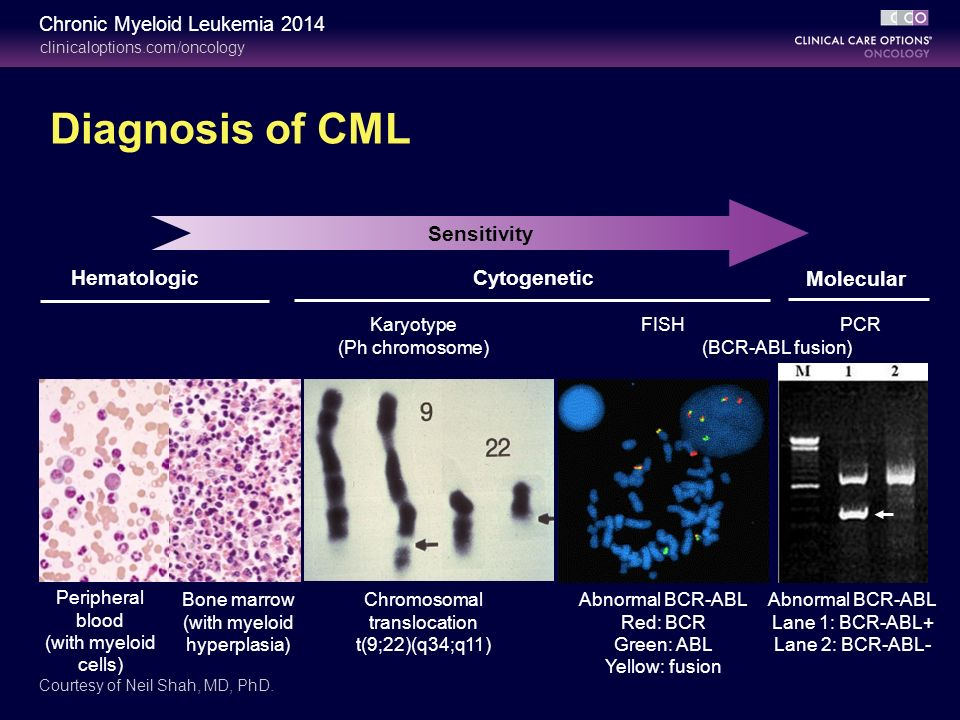 Chronic Myeloid Leukemia 2014
clinicaloptions.com/oncology
CCO
CLINICAL CARE OPTIONS®
ONCOLOGY
Diagnosis of CML
Sensitivity
Hematologic
Cytogenetic
Molecular
Karyotype
(Ph chromosome)
FISH
PCR
(BCR-ABL fusion)
9
22
M 1 2
Peripheral
blood
(with myeloid
cells)
Bone marrow
(with myeloid
hyperplasia)
Chromosomal
translocation
t(9;22)(q34;q11)
Abnormal BCR-ABL
Red: BCR
Green: ABL
Yellow: fusion
Abnormal BCR-ABL
Lane 1: BCR-ABL+
Lane 2: BCR-ABL-
Courtesy of Neil Shah, MD, PhD.